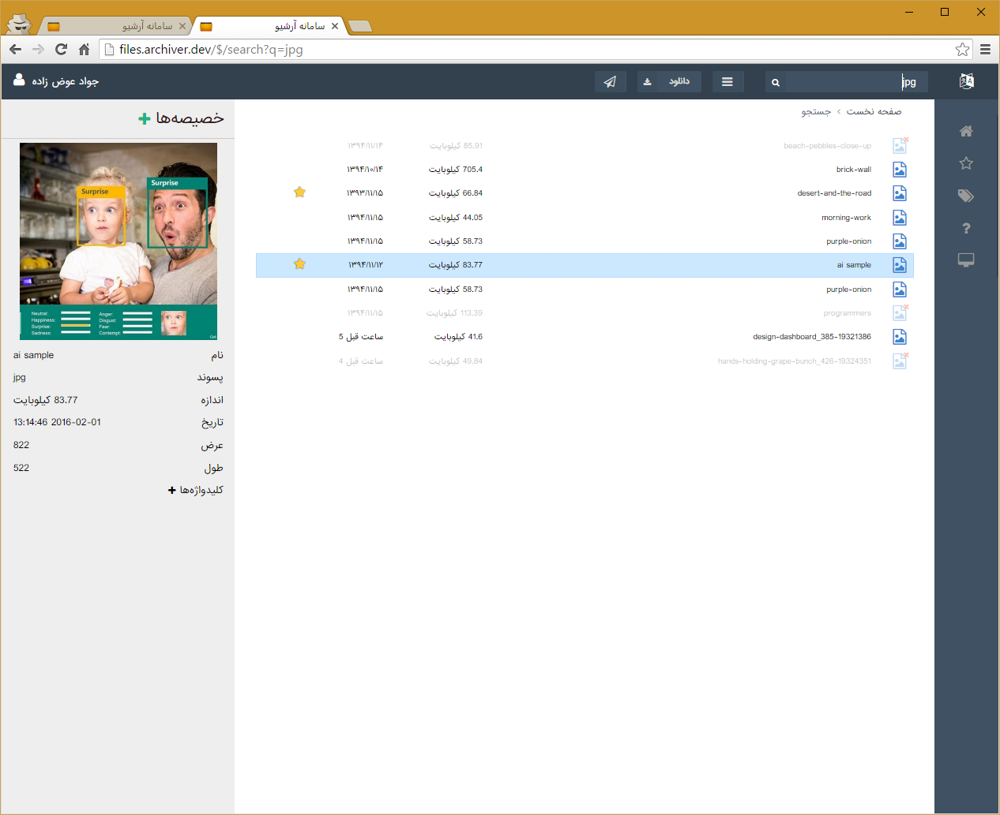 سامانه آرشیو
سامانه آرشیو
files.archiver.dev/$/search?q=jpg
jpg
دانلود
جواد عوض زاده
صفحه نخست › جستجو
beach-pebbles-close-up 85.91 کیلوبایت ۱۳۹۴/۱۱/۱۴
brick-wall 705.4 کیلوبایت ۱۳۹۴/۱۰/۱۴
desert-and-the-road 66.84 کیلوبایت ۱۳۹۳/۱۱/۱۵
morning-work 44.05 کیلوبایت ۱۳۹۴/۱۱/۱۵
purple-onion 58.73 کیلوبایت ۱۳۹۴/۱۱/۱۵
ai sample 83.77 کیلوبایت ۱۳۹۴/۱۱/۱۲
purple-onion 58.73 کیلوبایت ۱۳۹۴/۱۱/۱۵
programmers 113.39 کیلوبایت ۱۳۹۴/۱۱/۱۵
design-dashboard_385-19321386 41.6 کیلوبایت 5 ساعت قبل
hands-holding-grape-bunch_426-19324351 49.84 کیلوبایت 4 ساعت قبل
خصیصه‌ها
Surprise
Surprise
Neutral: Anger:
Happiness: Disgust:
Surprise: Fear:
Sadness: Contempt:
Get
نام ai sample
پسوند jpg
اندازه 83.77 کیلوبایت
تاریخ 2016-02-01 13:14:46
عرض 822
طول 522
کلیدواژه‌ها